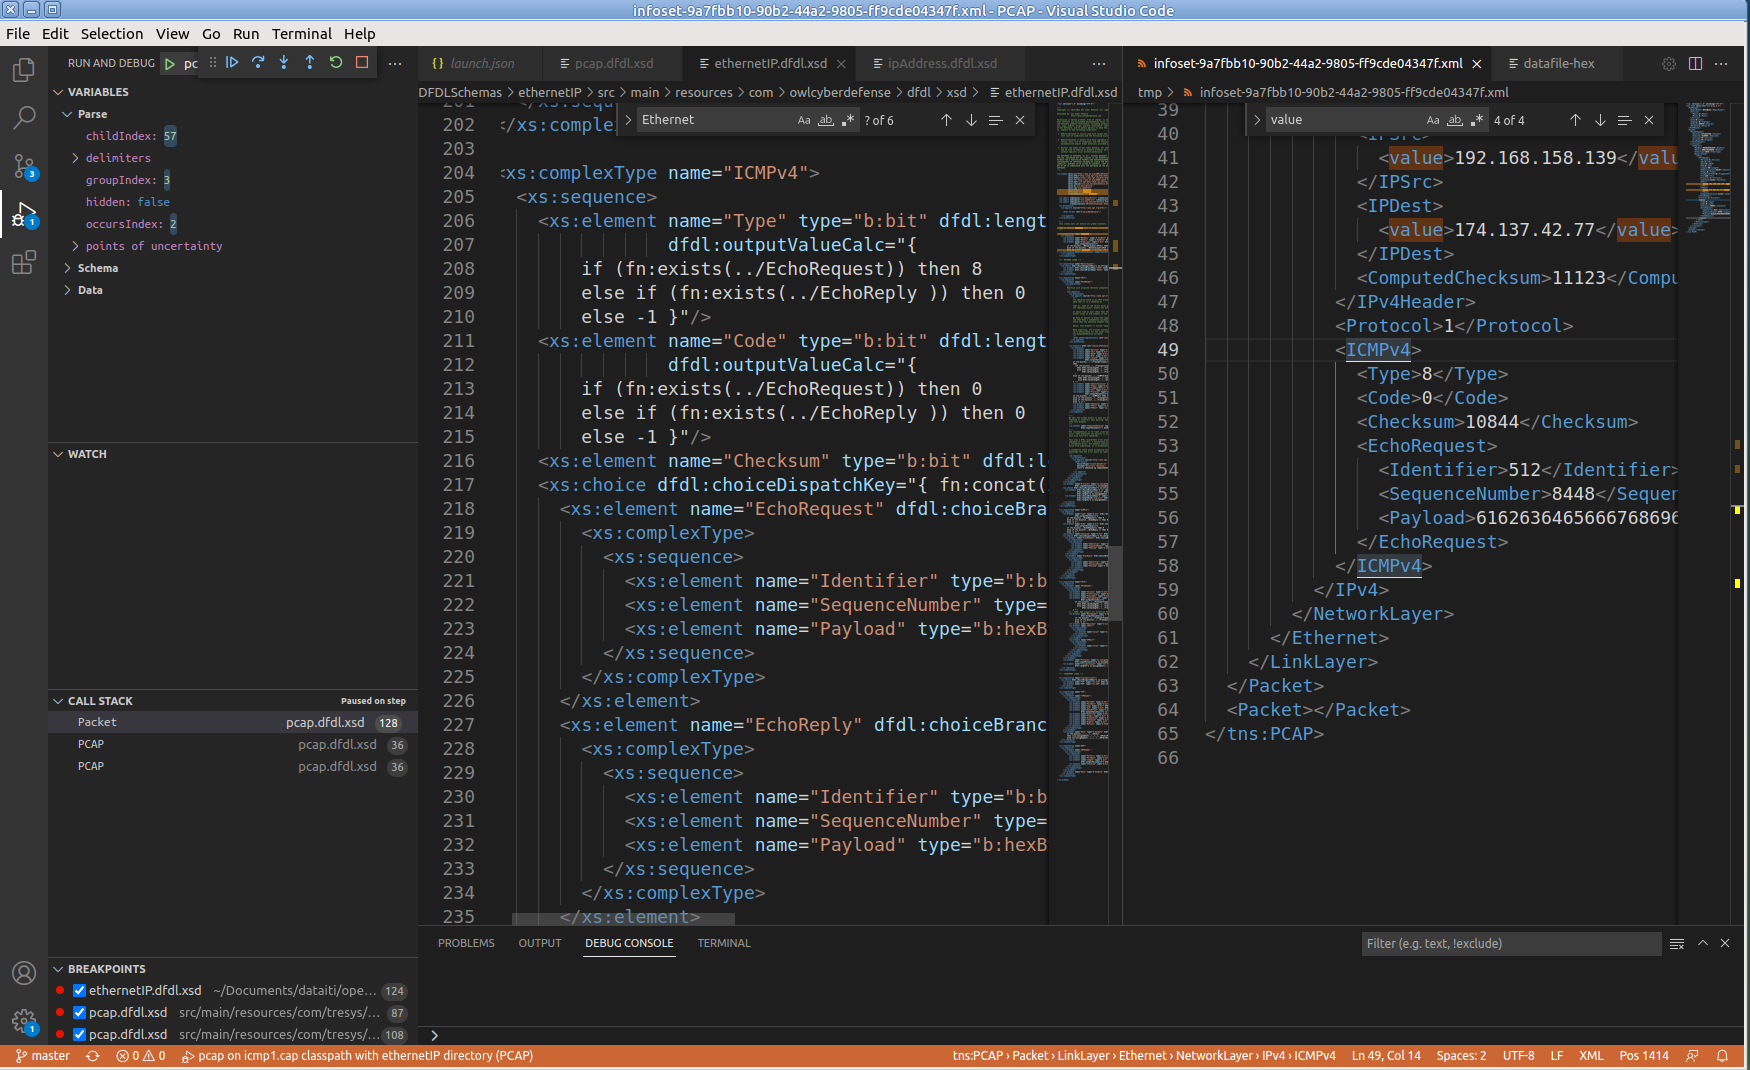 infoset-9a7fbb10-90b2-44a2-9805-ff9cde04347f.xml - PCAP - Visual Studio Code
File Edit Selection View Go Run Terminal Help
RUN AND DEBUG pc
VARIABLES
Parse
childIndex: 57
delimiters
groupIndex: 3
hidden: false
occursIndex: 2
points of uncertainty
Schema
Data
WATCH
CALL STACK Paused on step
Packet pcap.dfdl.xsd 128
PCAP pcap.dfdl.xsd 36
PCAP pcap.dfdl.xsd 36
BREAKPOINTS
ethernetIP.dfdl.xsd ~/Documents/dataiti/ope... 124
pcap.dfdl.xsd src/main/resources/com/tresys/... 87
pcap.dfdl.xsd src/main/resources/com/tresys/... 108
3
1
1
launch.json pcap.dfdl.xsd ethernetIP.dfdl.xsd ipAddress.dfdl.xsd
DFDLSchemas > ethernetIP > src > main > resources > com > owlcyberdefense > dfdl > xsd > ethernetIP.dfdl.xsd
Ethernet Aa ab ? of 6
201 </xs:sequ
202 </xs:comple
203
204 <xs:complexType name="ICMPv4">
205 <xs:sequence>
206 <xs:element name="Type" type="b:bit" dfdl:lengt
207 dfdl:outputValueCalc="{
208 if (fn:exists(../EchoRequest)) then 8
209 else if (fn:exists(../EchoReply )) then 0
210 else -1 }"/>
211 <xs:element name="Code" type="b:bit" dfdl:lengt
212 dfdl:outputValueCalc="{
213 if (fn:exists(../EchoRequest)) then 0
214 else if (fn:exists(../EchoReply )) then 0
215 else -1 }"/>
216 <xs:element name="Checksum" type="b:bit" dfdl:l
217 <xs:choice dfdl:choiceDispatchKey="{ fn:concat(
218 <xs:element name="EchoRequest" dfdl:choiceBra
219 <xs:complexType>
220 <xs:sequence>
221 <xs:element name="Identifier" type="b:b
222 <xs:element name="SequenceNumber" type=
223 <xs:element name="Payload" type="b:hexB
224 </xs:sequence>
225 </xs:complexType>
226 </xs:element>
227 <xs:element name="EchoReply" dfdl:choiceBranc
228 <xs:complexType>
229 <xs:sequence>
230 <xs:element name="Identifier" type="b:b
231 <xs:element name="SequenceNumber" type=
232 <xs:element name="Payload" type="b:hexB
233 </xs:sequence>
234 </xs:complexType>
235 </xs:element>
infoset-9a7fbb10-90b2-44a2-9805-ff9cde04347f.xml datafile-hex
tmp > infoset-9a7fbb10-90b2-44a2-9805-ff9cde04347f.xml
value Aa ab 4 of 4
39
40 <IPSrc>
41 <value>192.168.158.139</valu
42 </IPSrc>
43 <IPDest>
44 <value>174.137.42.77</value>
45 </IPDest>
46 <ComputedChecksum>11123</Compu
47 </IPv4Header>
48 <Protocol>1</Protocol>
49 <ICMPv4>
50 <Type>8</Type>
51 <Code>0</Code>
52 <Checksum>10844</Checksum>
53 <EchoRequest>
54 <Identifier>512</Identifier>
55 <SequenceNumber>8448</Sequen
56 <Payload>6162636465666768696
57 </EchoRequest>
58 </ICMPv4>
59 </IPv4>
60 </NetworkLayer>
61 </Ethernet>
62 </LinkLayer>
63 </Packet>
64 <Packet></Packet>
65 </tns:PCAP>
66
PROBLEMS OUTPUT DEBUG CONSOLE TERMINAL Filter (e.g. text, !exclude)
master 0 0 pcap on icmp1.cap classpath with ethernetIP directory (PCAP) tns:PCAP › Packet › LinkLayer › Ethernet › NetworkLayer › IPv4 › ICMPv4 Ln 49, Col 14 Spaces: 2 UTF-8 LF XML Pos 1414